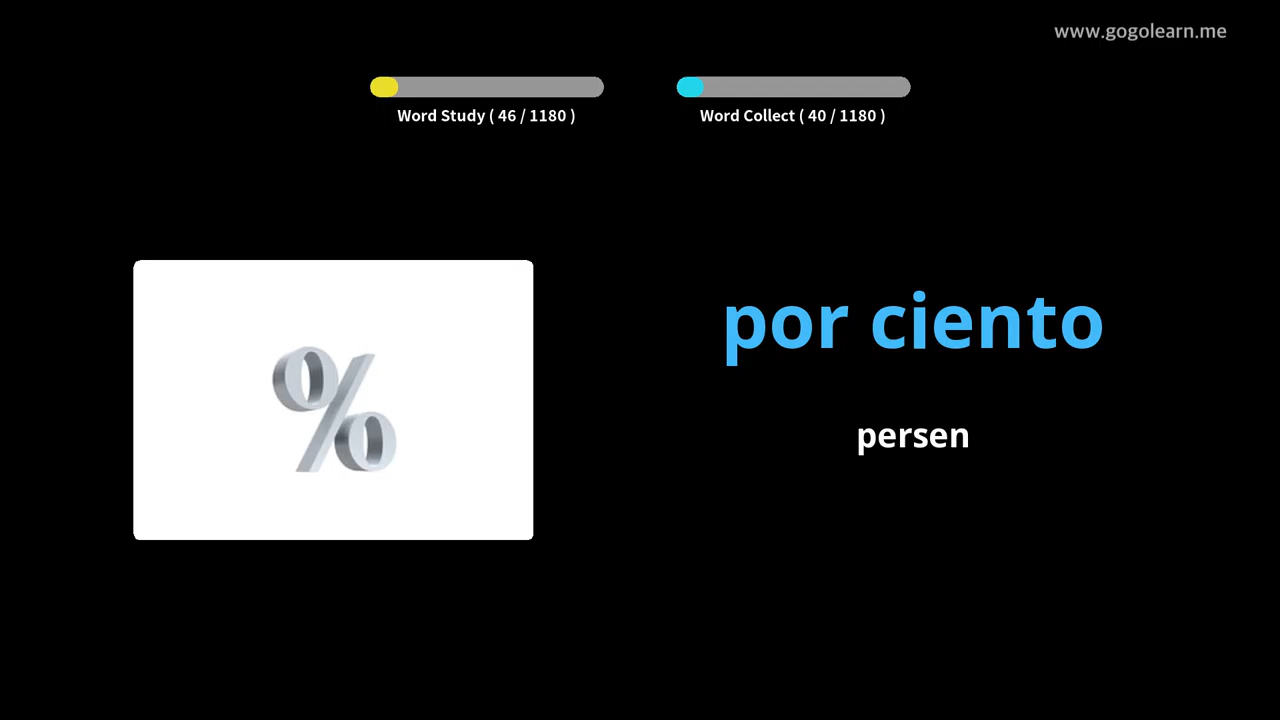 www.gogolearn.me
Word Study ( 46 / 1180 )
Word Collect ( 40 / 1180 )
%
por ciento
persen